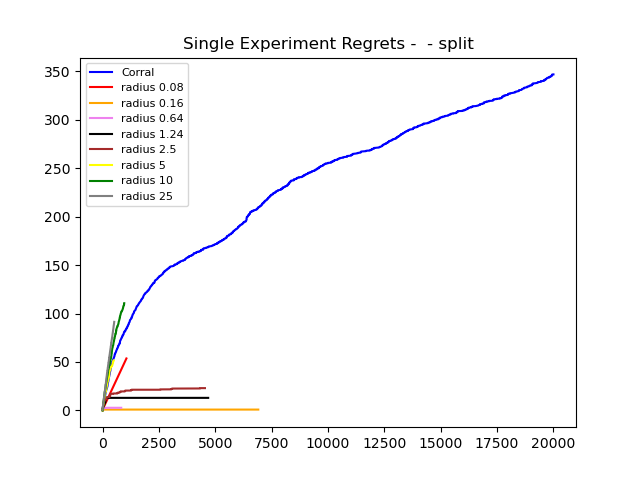 Single Experiment Regrets -  - split
350
300
250
200
150
100
50
0
Corral
radius 0.08
radius 0.16
radius 0.64
radius 1.24
radius 2.5
radius 5
radius 10
radius 25
0 2500 5000 7500 10000 12500 15000 17500 20000